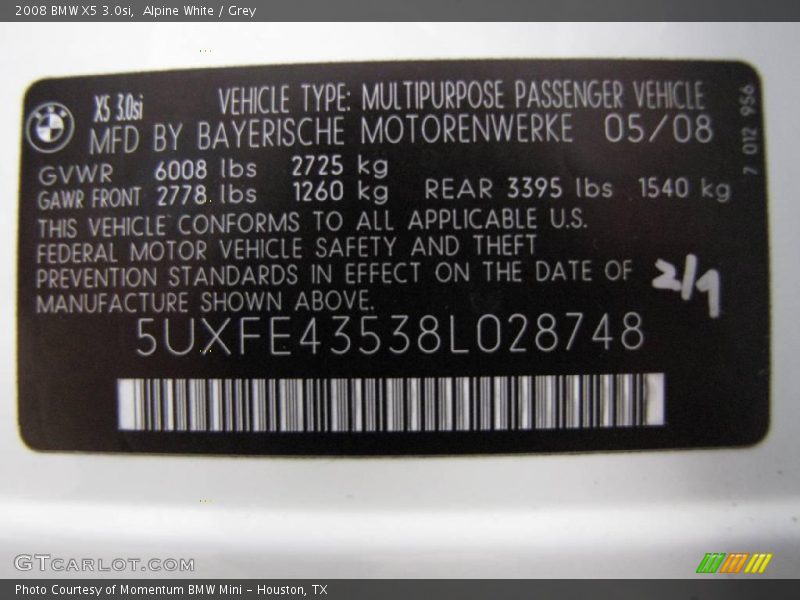 2008 BMW X5 3.0si,  Alpine White / Grey
X5 3.0si VEHICLE TYPE: MULTIPURPOSE PASSENGER VEHICLE
MFD BY BAYERISCHE MOTORENWERKE 05/08
GVWR 6008 lbs 2725 kg
GAWR FRONT 2778 lbs 1260 kg REAR 3395 lbs 1540 kg
THIS VEHICLE CONFORMS TO ALL APPLICABLE U.S.
FEDERAL MOTOR VEHICLE SAFETY AND THEFT
PREVENTION STANDARDS IN EFFECT ON THE DATE OF
MANUFACTURE SHOWN ABOVE.
2/1
5UXFE43538L028748
7 012 956
GTCARLOT.COM
Photo Courtesy of Momentum BMW Mini - Houston, TX